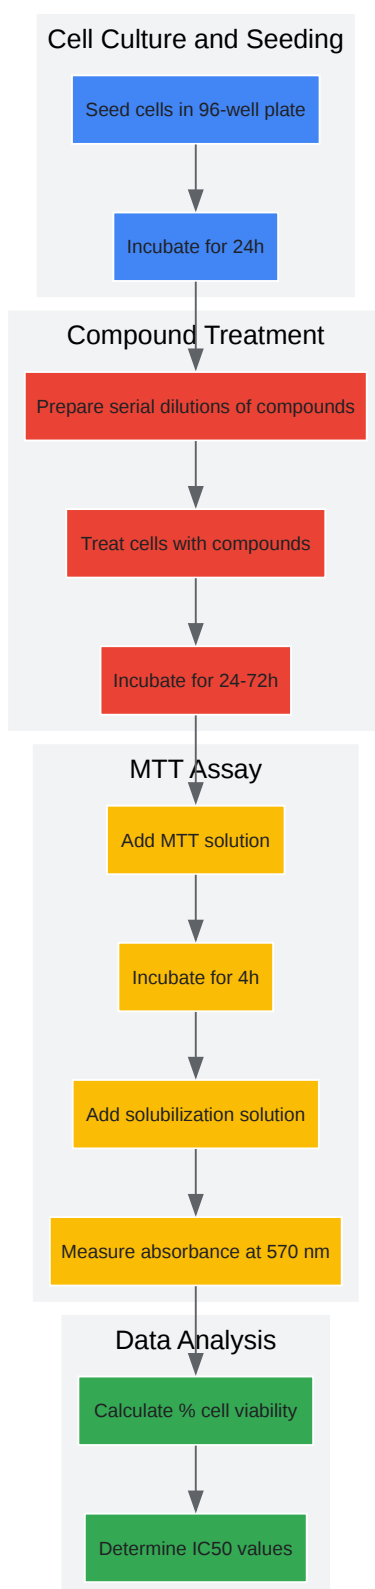 Cell Culture and Seeding
Seed cells in 96-well plate
Incubate for 24h
Compound Treatment
Prepare serial dilutions of compounds
Treat cells with compounds
Incubate for 24-72h
MTT Assay
Add MTT solution
Incubate for 4h
Add solubilization solution
Measure absorbance at 570 nm
Data Analysis
Calculate % cell viability
Determine IC50 values